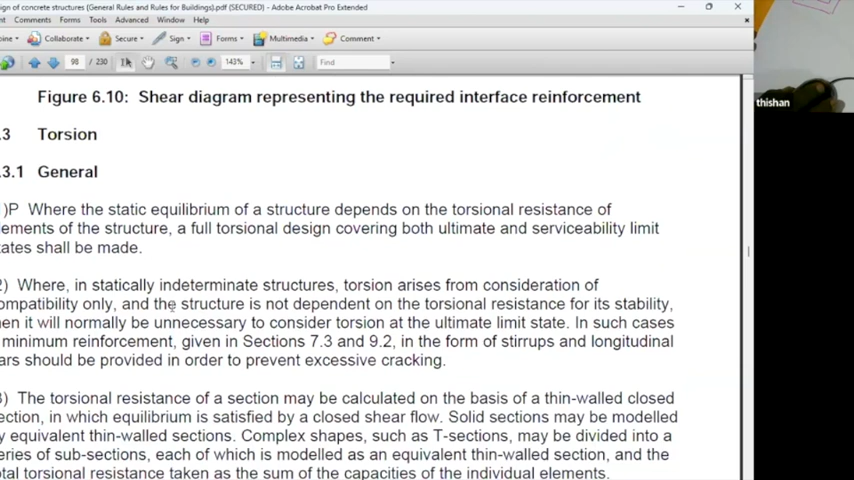 ign of concrete structures (General Rules and Rules for Buildings).pdf (SECURED) - Adobe Acrobat Pro Extended
Comments Forms Tools Advanced Window Help
Collaborate Secure Sign Forms Multimedia Comment
98 / 230 143% Find
Figure 6.10: Shear diagram representing the required interface reinforcement
.3 Torsion
.3.1 General
)P Where the static equilibrium of a structure depends on the torsional resistance of
lements of the structure, a full torsional design covering both ultimate and serviceability limit
tates shall be made.
2) Where, in statically indeterminate structures, torsion arises from consideration of
ompatibility only, and the structure is not dependent on the torsional resistance for its stability,
en it will normally be unnecessary to consider torsion at the ultimate limit state. In such cases
minimum reinforcement, given in Sections 7.3 and 9.2, in the form of stirrups and longitudinal
ars should be provided in order to prevent excessive cracking.
3) The torsional resistance of a section may be calculated on the basis of a thin-walled closed
ection, in which equilibrium is satisfied by a closed shear flow. Solid sections may be modelled
y equivalent thin-walled sections. Complex shapes, such as T-sections, may be divided into a
eries of sub-sections, each of which is modelled as an equivalent thin-walled section, and the
otal torsional resistance taken as the sum of the capacities of the individual elements.
thishan